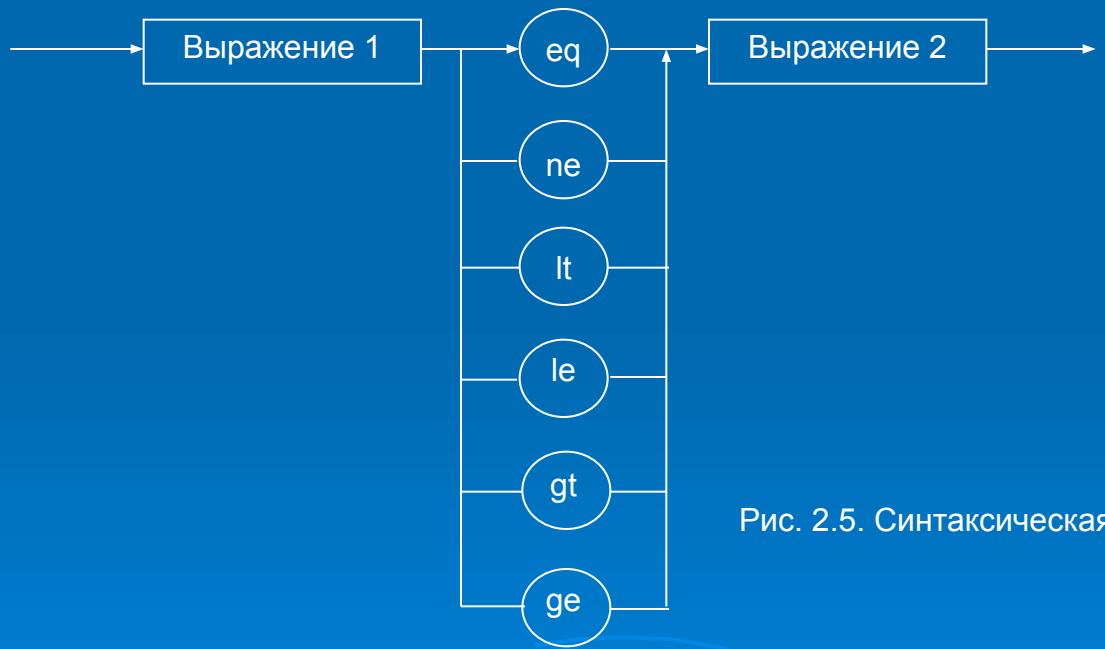 Выражение 1
eq
Выражение 2
ne
lt
le
gt
Рис. 2.5. Синтаксическая
ge